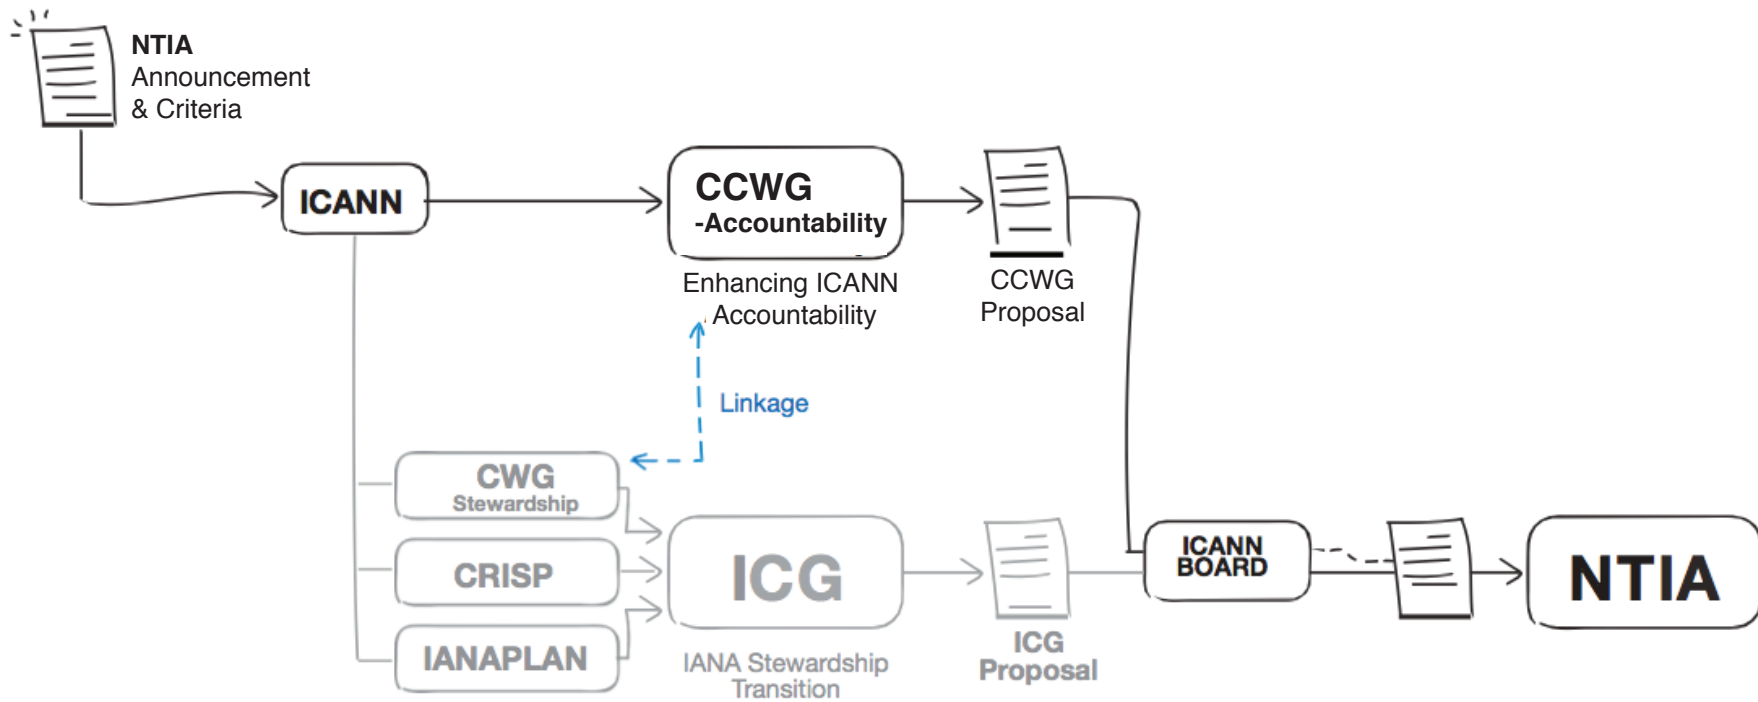 NTIA
Announcement
& Criteria
ICANN
CCWG
-Accountability
Enhancing ICANN
Accountability
CCWG
Proposal
Linkage
CWG
Stewardship
CRISP
IANAPLAN
ICG
IANA Stewardship
Transition
ICG
Proposal
ICANN
BOARD
NTIA